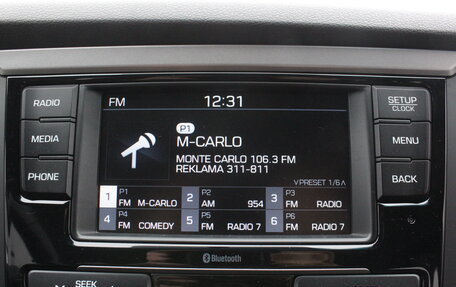 RADIO
MEDIA
PHONE
FM 12:31
P1
M-CARLO
MONTE CARLO 106.3 FM
REKLAMA 311-811
∨PRESET 1/6∧
1 P1 FM M-CARLO
2 P2 AM 954
3 P3 FM RADIO
4 P4 FM COMEDY
5 P5 FM RADIO 7
6 P6 FM RADIO 7
SETUP
CLOCK
MENU
BACK
Bluetooth
SEEK